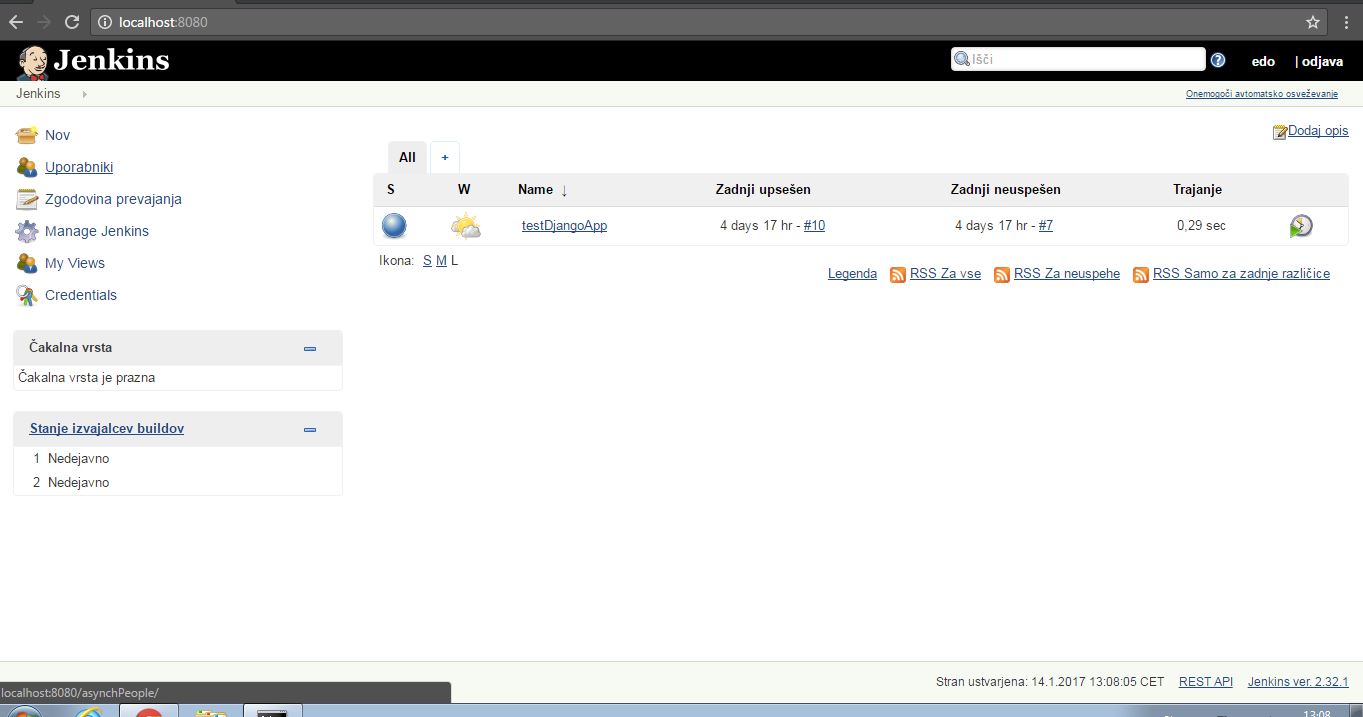 localhost:8080
Jenkins
Išči
edo | odjava
Jenkins
Onemogoči avtomatsko osveževanje
Dodaj opis
Nov
Uporabniki
Zgodovina prevajanja
Manage Jenkins
My Views
Credentials
Čakalna vrsta
Čakalna vrsta je prazna
Stanje izvajalcev buildov
1 Nedejavno
2 Nedejavno
All +
S W Name ↓ Zadnji upsešen Zadnji neuspešen Trajanje
testDjangoApp 4 days 17 hr - #10 4 days 17 hr - #7 0,29 sec
Ikona: S M L
Legenda RSS Za vse RSS Za neuspehe RSS Samo za zadnje različice
Stran ustvarjena: 14.1.2017 13:08:05 CET REST API Jenkins ver. 2.32.1
localhost:8080/asynchPeople/
13:08